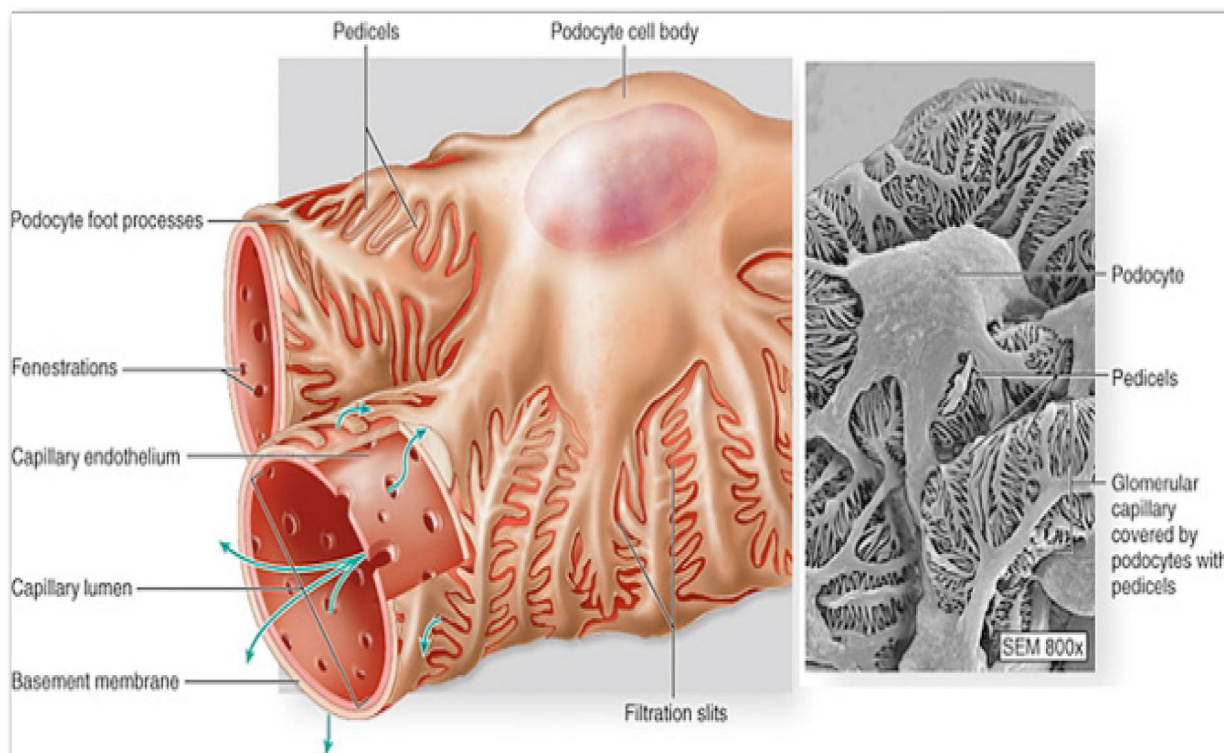 Pedicels
Podocyte cell body
Podocyte foot processes
Fenestrations
Capillary endothelium
Capillary lumen
Basement membrane
Filtration slits
Podocyte
Pedicels
Glomerular
capillary
covered by
podocytes with
pedicels
SEM 800x